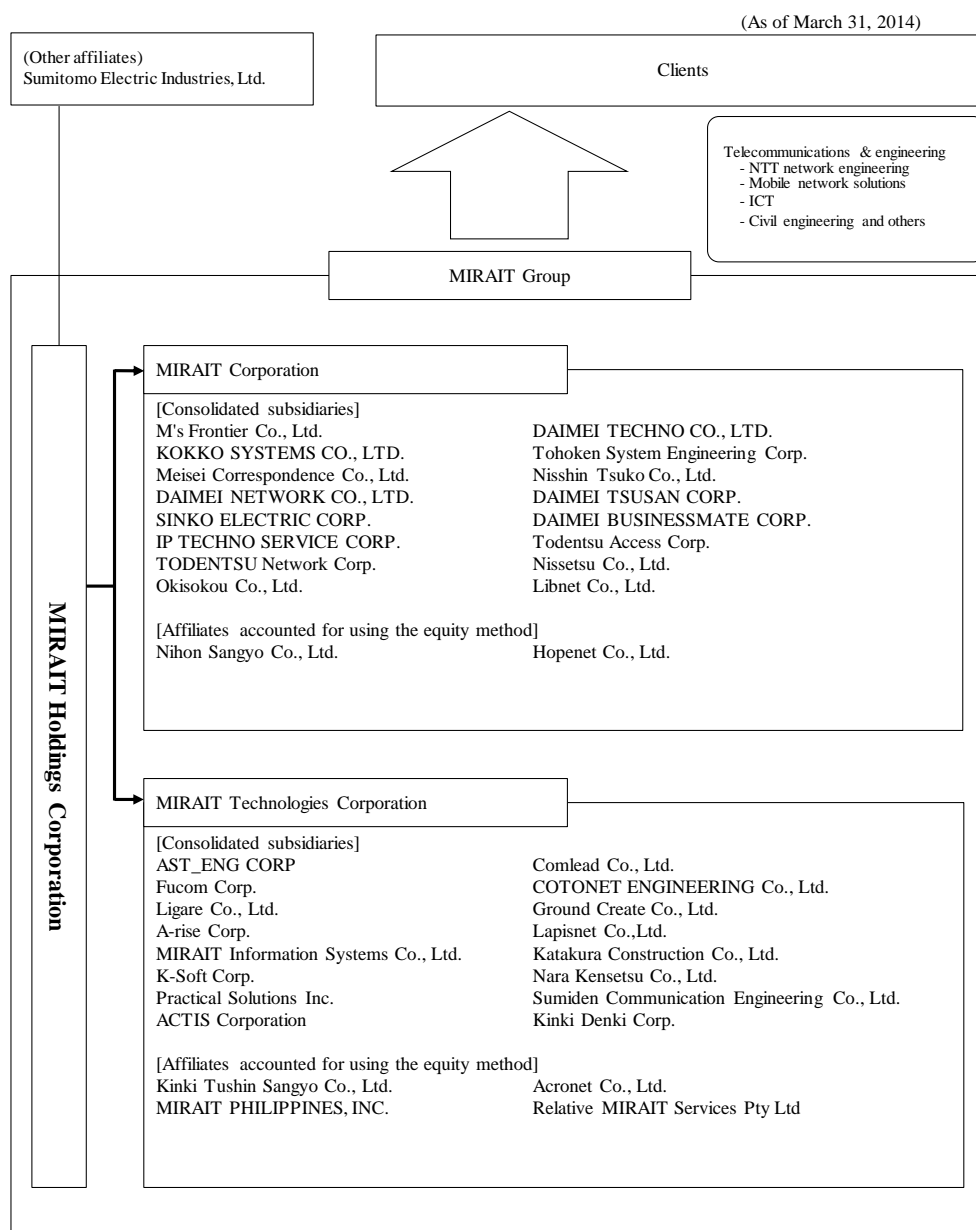 (As of March 31, 2014)
(Other affiliates)
Sumitomo Electric Industries, Ltd.
Clients
Telecommunications & engineering
- NTT network engineering
- Mobile network solutions
- ICT
- Civil engineering and others
MIRAIT Group
MIRAIT Holdings Corporation
MIRAIT Corporation
[Consolidated subsidiaries]
M's Frontier Co., Ltd. DAIMEI TECHNO CO., LTD.
KOKKO SYSTEMS CO., LTD. Tohoken System Engineering Corp.
Meisei Correspondence Co., Ltd. Nisshin Tsuko Co., Ltd.
DAIMEI NETWORK CO., LTD. DAIMEI TSUSAN CORP.
SINKO ELECTRIC CORP. DAIMEI BUSINESSMATE CORP.
IP TECHNO SERVICE CORP. Todentsu Access Corp.
TODENTSU Network Corp. Nissetsu Co., Ltd.
Okisokou Co., Ltd. Libnet Co., Ltd.
[Affiliates accounted for using the equity method]
Nihon Sangyo Co., Ltd. Hopenet Co., Ltd.
MIRAIT Technologies Corporation
[Consolidated subsidiaries]
AST_ENG CORP Comlead Co., Ltd.
Fucom Corp. COTONET ENGINEERING Co., Ltd.
Ligare Co., Ltd. Ground Create Co., Ltd.
A-rise Corp. Lapisnet Co.,Ltd.
MIRAIT Information Systems Co., Ltd. Katakura Construction Co., Ltd.
K-Soft Corp. Nara Kensetsu Co., Ltd.
Practical Solutions Inc. Sumiden Communication Engineering Co., Ltd.
ACTIS Corporation Kinki Denki Corp.
[Affiliates accounted for using the equity method]
Kinki Tushin Sangyo Co., Ltd. Acronet Co., Ltd.
MIRAIT PHILIPPINES, INC. Relative MIRAIT Services Pty Ltd